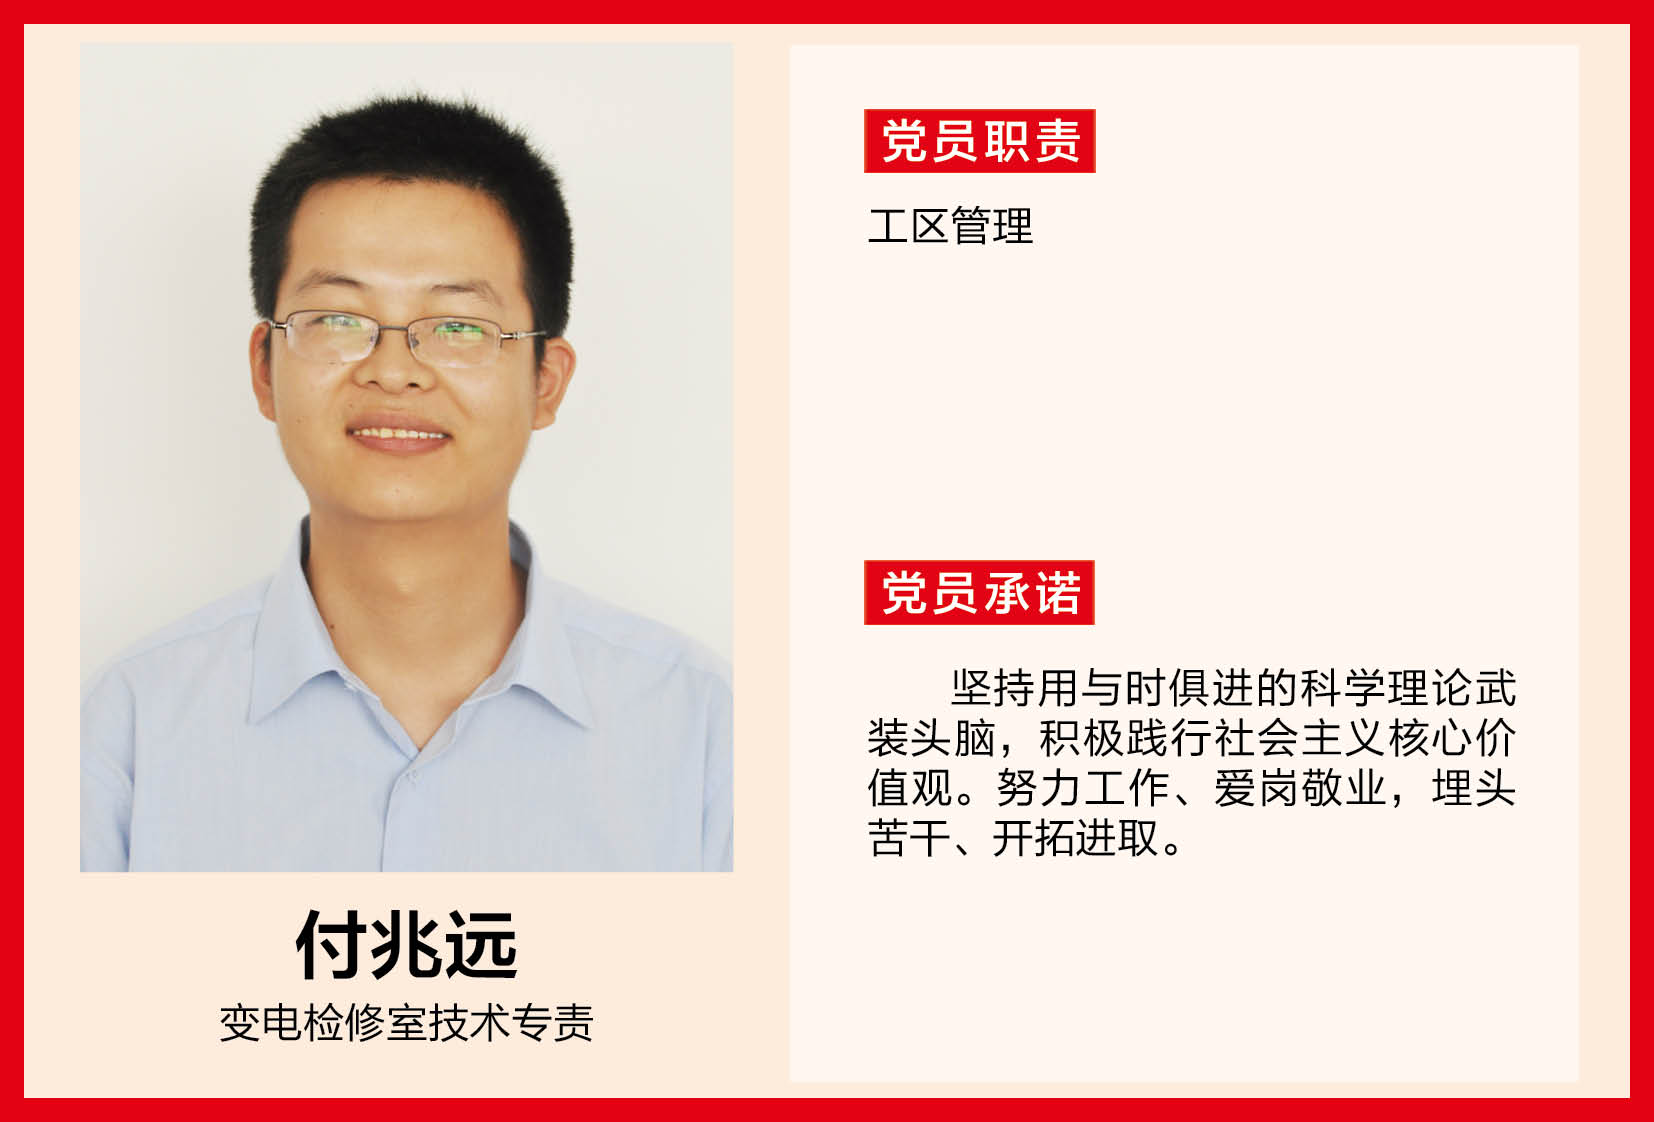 党员职责
工区管理
党员承诺
坚持用与时俱进的科学理论武
装头脑，积极践行社会主义核心价
值观。努力工作、爱岗敬业，埋头
苦干、开拓进取。
付兆远
变电检修室技术专责